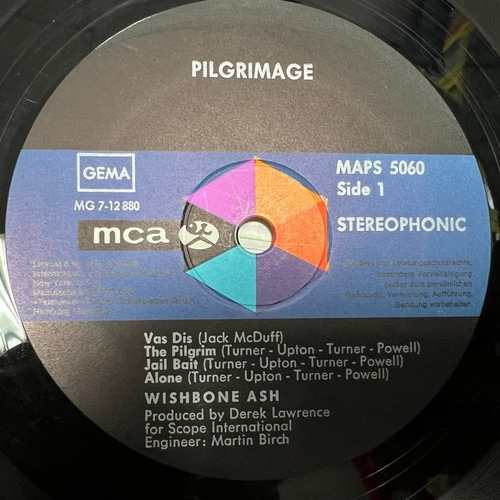 PILGRIMAGE
GEMA
MG 7-12 880
MAPS 5060
Side 1
mca
STEREOPHONIC
Vas Dis (Jack McDuff)
The Pilgrim (Turner - Upton - Turner - Powell)
Jail Bait (Turner - Upton - Turner - Powell)
Alone (Turner - Upton - Turner - Powell)
WISHBONE ASH
Produced by Derek Lawrence
for Scope International
Engineer: Martin Birch